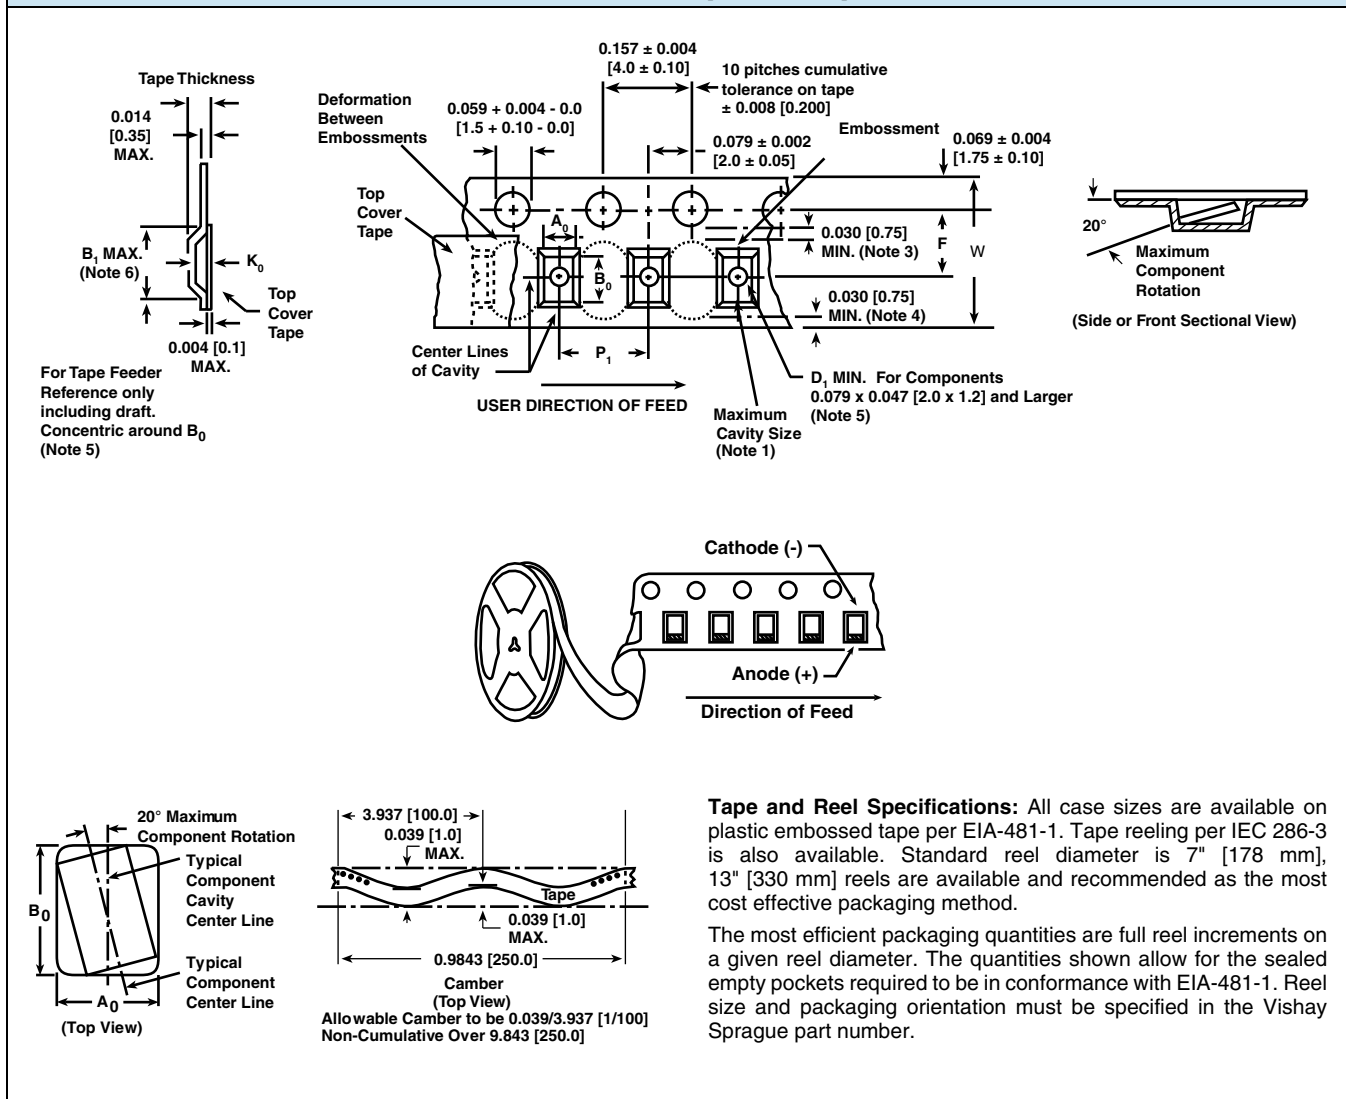 Tape Thickness
0.014
[0.35]
MAX.
B1 MAX.
(Note 6)
K0
Top
Cover
Tape
0.004 [0.1]
MAX.
For Tape Feeder
Reference only
including draft.
Concentric around B0
(Note 5)
Deformation
Between
Embossments
Top
Cover
Tape
0.059 + 0.004 - 0.0
[1.5 + 0.10 - 0.0]
0.157 ± 0.004
[4.0 ± 0.10]
10 pitches cumulative
tolerance on tape
± 0.008 [0.200]
0.079 ± 0.002
[2.0 ± 0.05]
Embossment
0.069 ± 0.004
[1.75 ± 0.10]
A0
B0
0.030 [0.75]
MIN. (Note 3)
F
W
0.030 [0.75]
MIN. (Note 4)
Center Lines
of Cavity
P1
USER DIRECTION OF FEED
Maximum
Cavity Size
(Note 1)
D1 MIN. For Components
0.079 x 0.047 [2.0 x 1.2] and Larger
(Note 5)
20°
Maximum
Component
Rotation
(Side or Front Sectional View)
Cathode (-)
Anode (+)
Direction of Feed
20° Maximum
Component Rotation
Typical
Component
Cavity
Center Line
B0
Typical
Component
Center Line
A0
(Top View)
3.937 [100.0]
0.039 [1.0]
MAX.
Tape
0.039 [1.0]
MAX.
0.9843 [250.0]
Camber
(Top View)
Allowable Camber to be 0.039/3.937 [1/100]
Non-Cumulative Over 9.843 [250.0]
Tape and Reel Specifications: All case sizes are available on
plastic embossed tape per EIA-481-1. Tape reeling per IEC 286-3
is also available. Standard reel diameter is 7" [178 mm],
13" [330 mm] reels are available and recommended as the most
cost effective packaging method.
The most efficient packaging quantities are full reel increments on
a given reel diameter. The quantities shown allow for the sealed
empty pockets required to be in conformance with EIA-481-1. Reel
size and packaging orientation must be specified in the Vishay
Sprague part number.